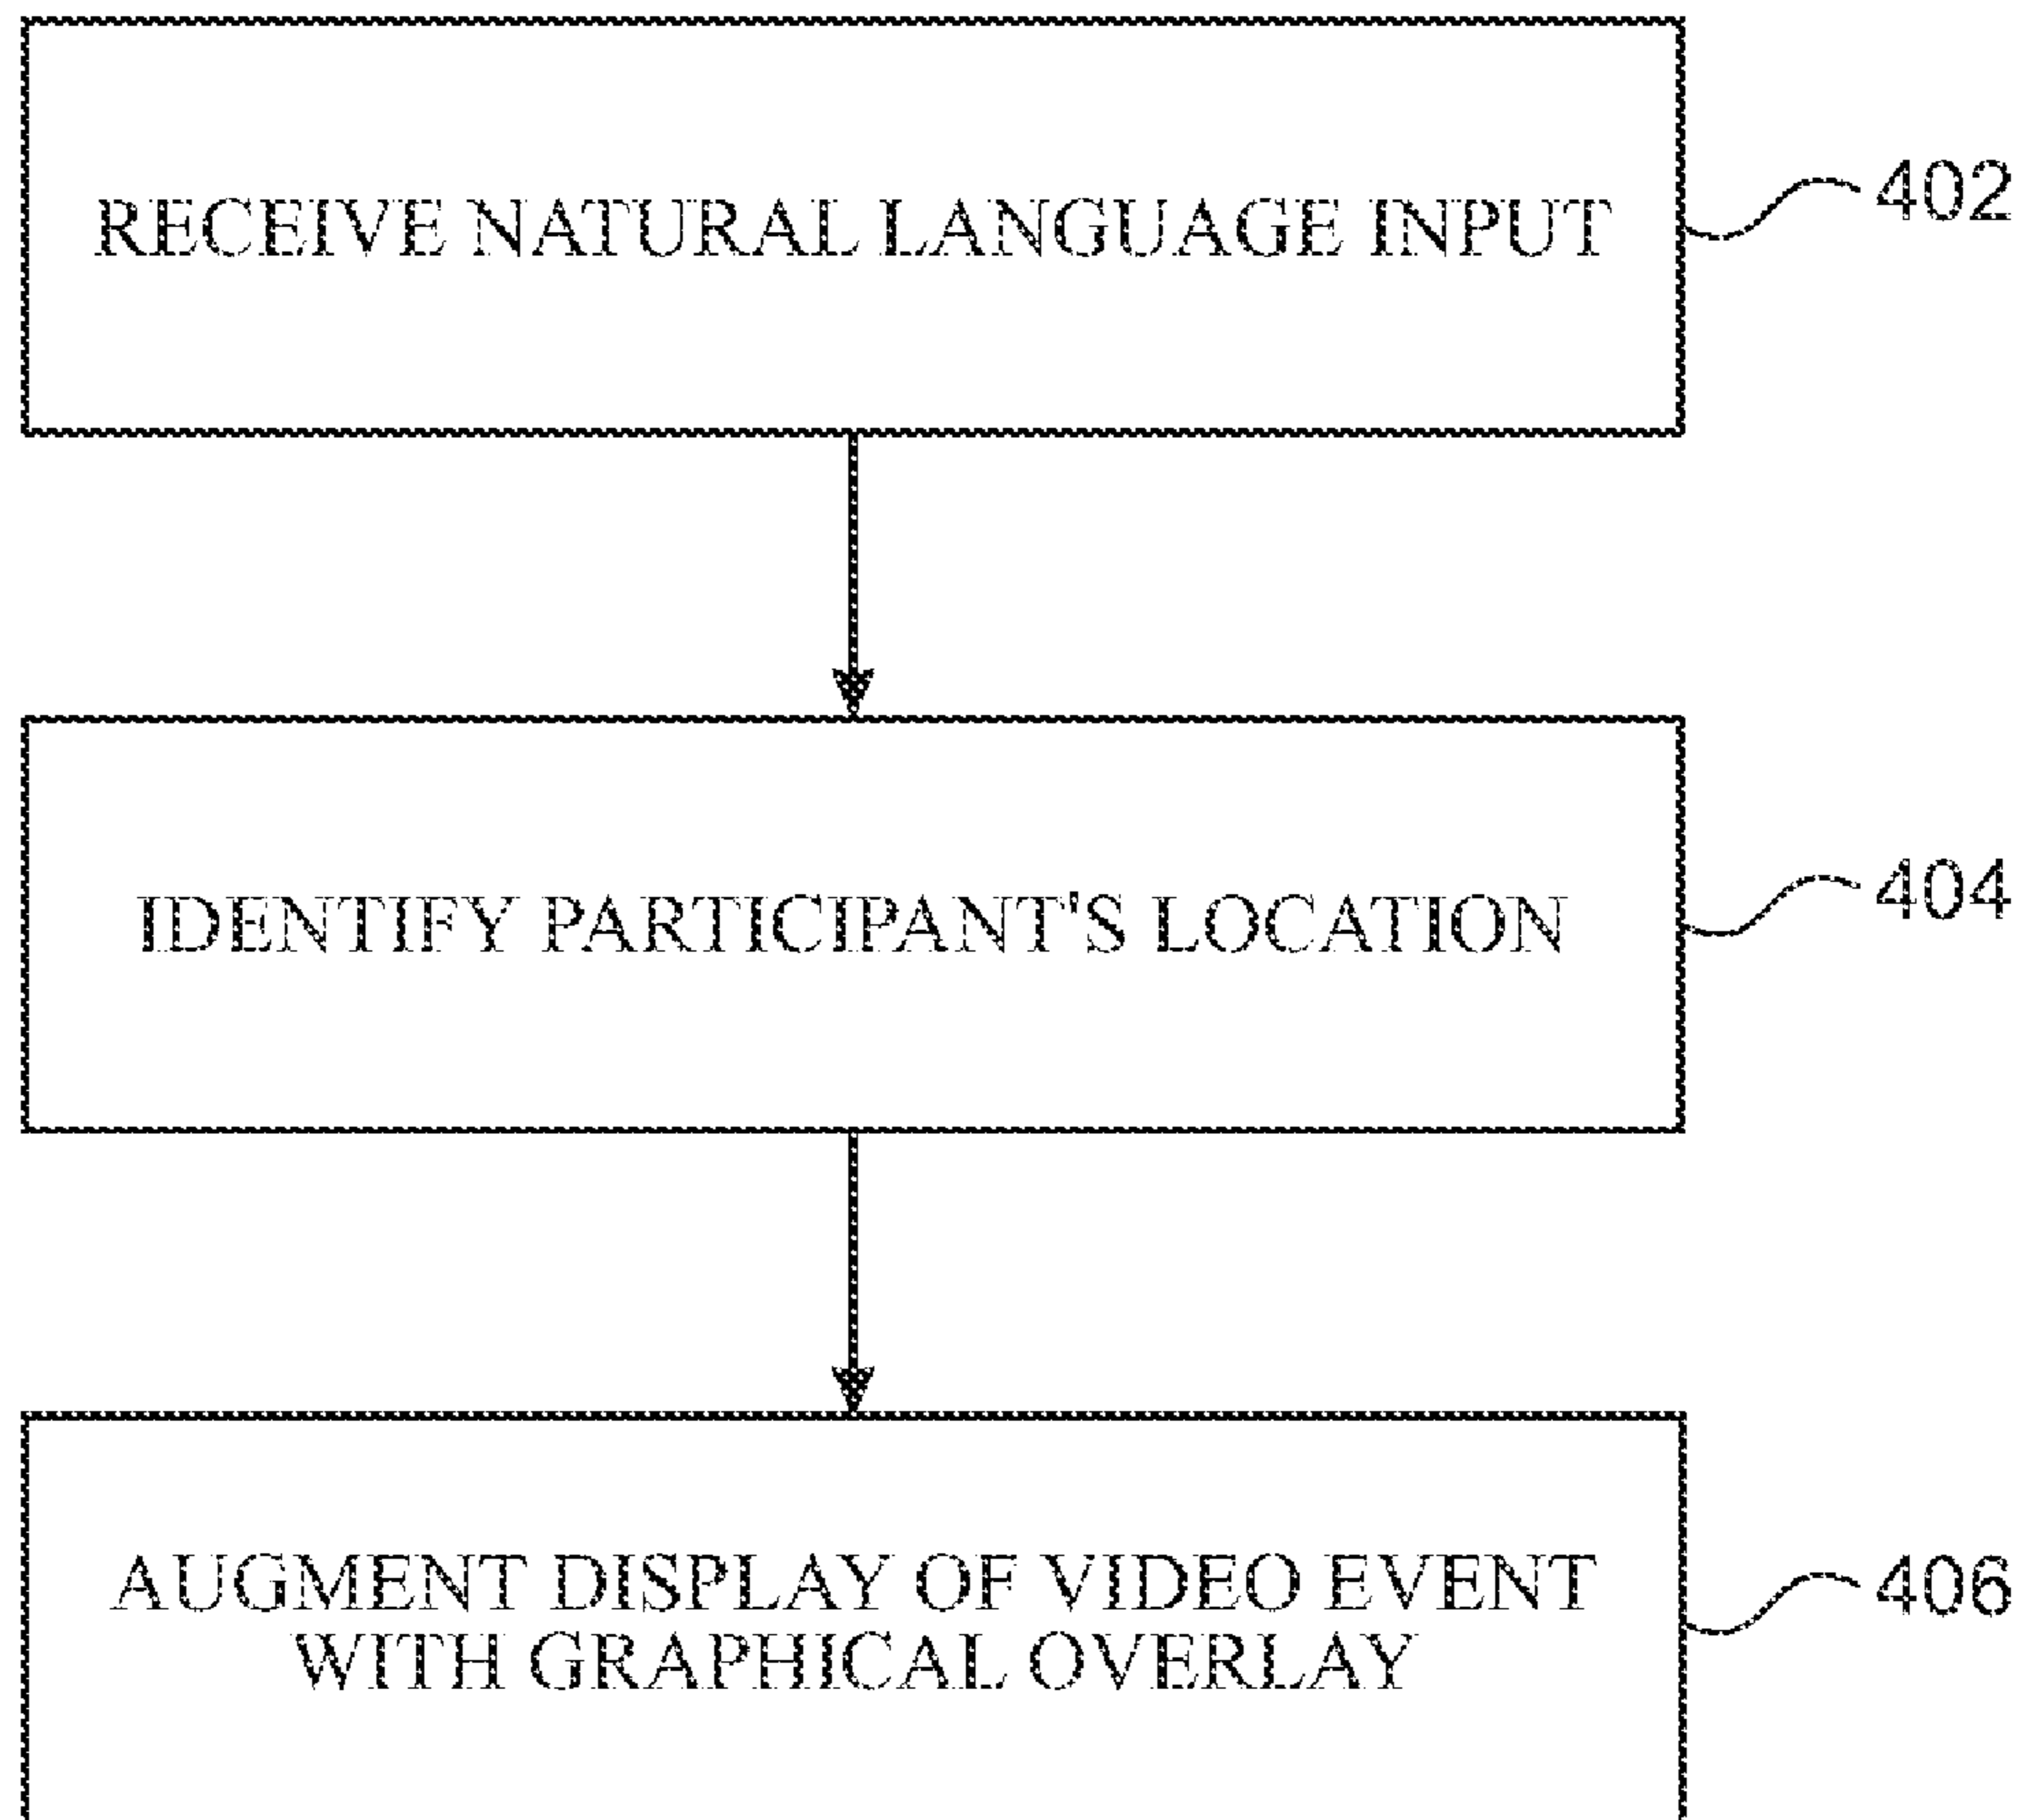 RECEIVE NATURAL LANGUAGE INPUT
402
IDENTIFY PARTICIPANT'S LOCATION
404
AUGMENT DISPLAY OF VIDEO EVENT
WITH GRAPHICAL OVERLAY
406